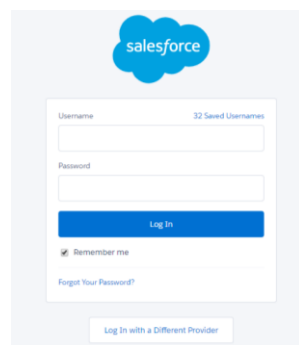 salesforce
Username 32 Saved Usernames
Password
Log In
Remember me
Forgot Your Password?
Log In with a Different Provider